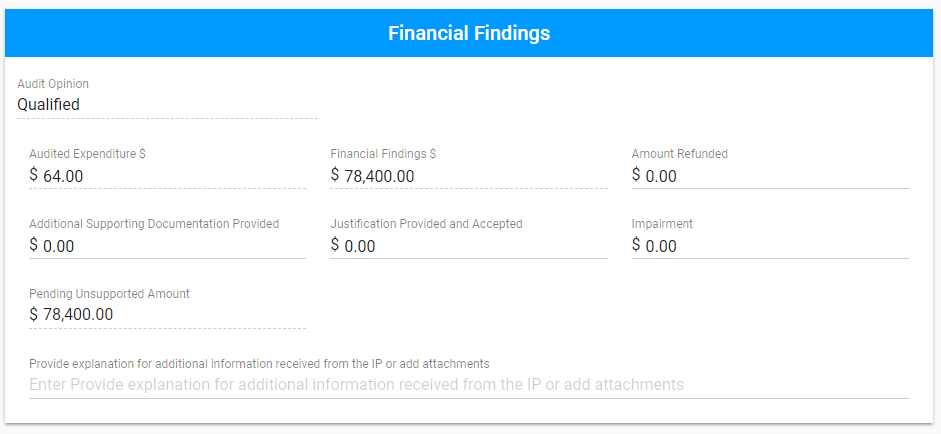 Financial Findings
Audit Opinion
Qualified
Audited Expenditure $ Financial Findings $ Amount Refunded
$ 64.00 $ 78,400.00 $ 0.00
Additional Supporting Documentation Provided Justification Provided and Accepted Impairment
$ 0.00 $ 0.00 $ 0.00
Pending Unsupported Amount
$ 78,400.00
Provide explanation for additional information received from the IP or add attachments
Enter Provide explanation for additional information received from the IP or add attachments